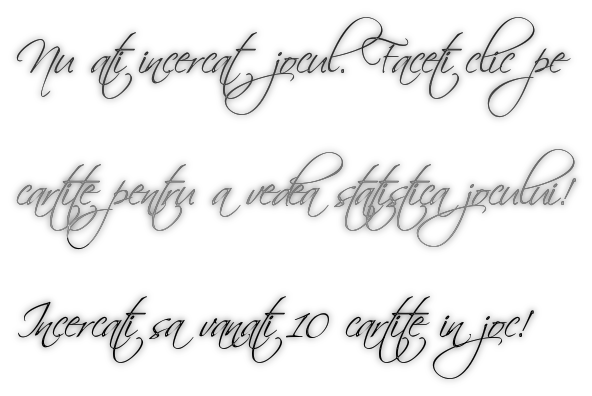 Nu ati incercat jocul. Faceti clic pe
cartite pentru a vedea statistica jocului!
Incercati sa vanati 10 cartite in joc!